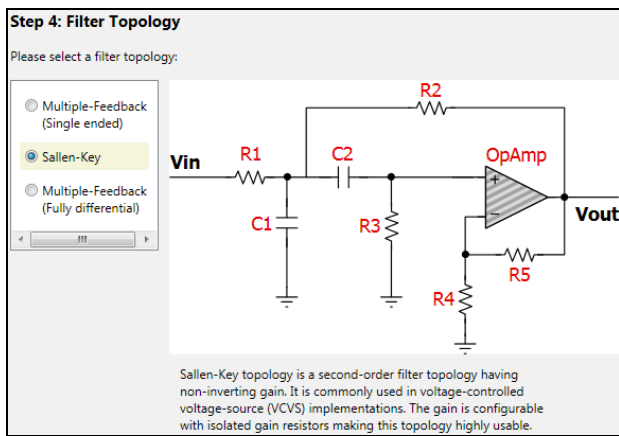 Step 4: Filter Topology
Please select a filter topology:
Multiple-Feedback
(Single ended)
Sallen-Key
Multiple-Feedback
(Fully differential)
R2
Vin
R1
C2
OpAmp
C1
R3
Vout
R5
R4
Sallen-Key topology is a second-order filter topology having
non-inverting gain. It is commonly used in voltage-controlled
voltage-source (VCVS) implementations. The gain is configurable
with isolated gain resistors making this topology highly usable.